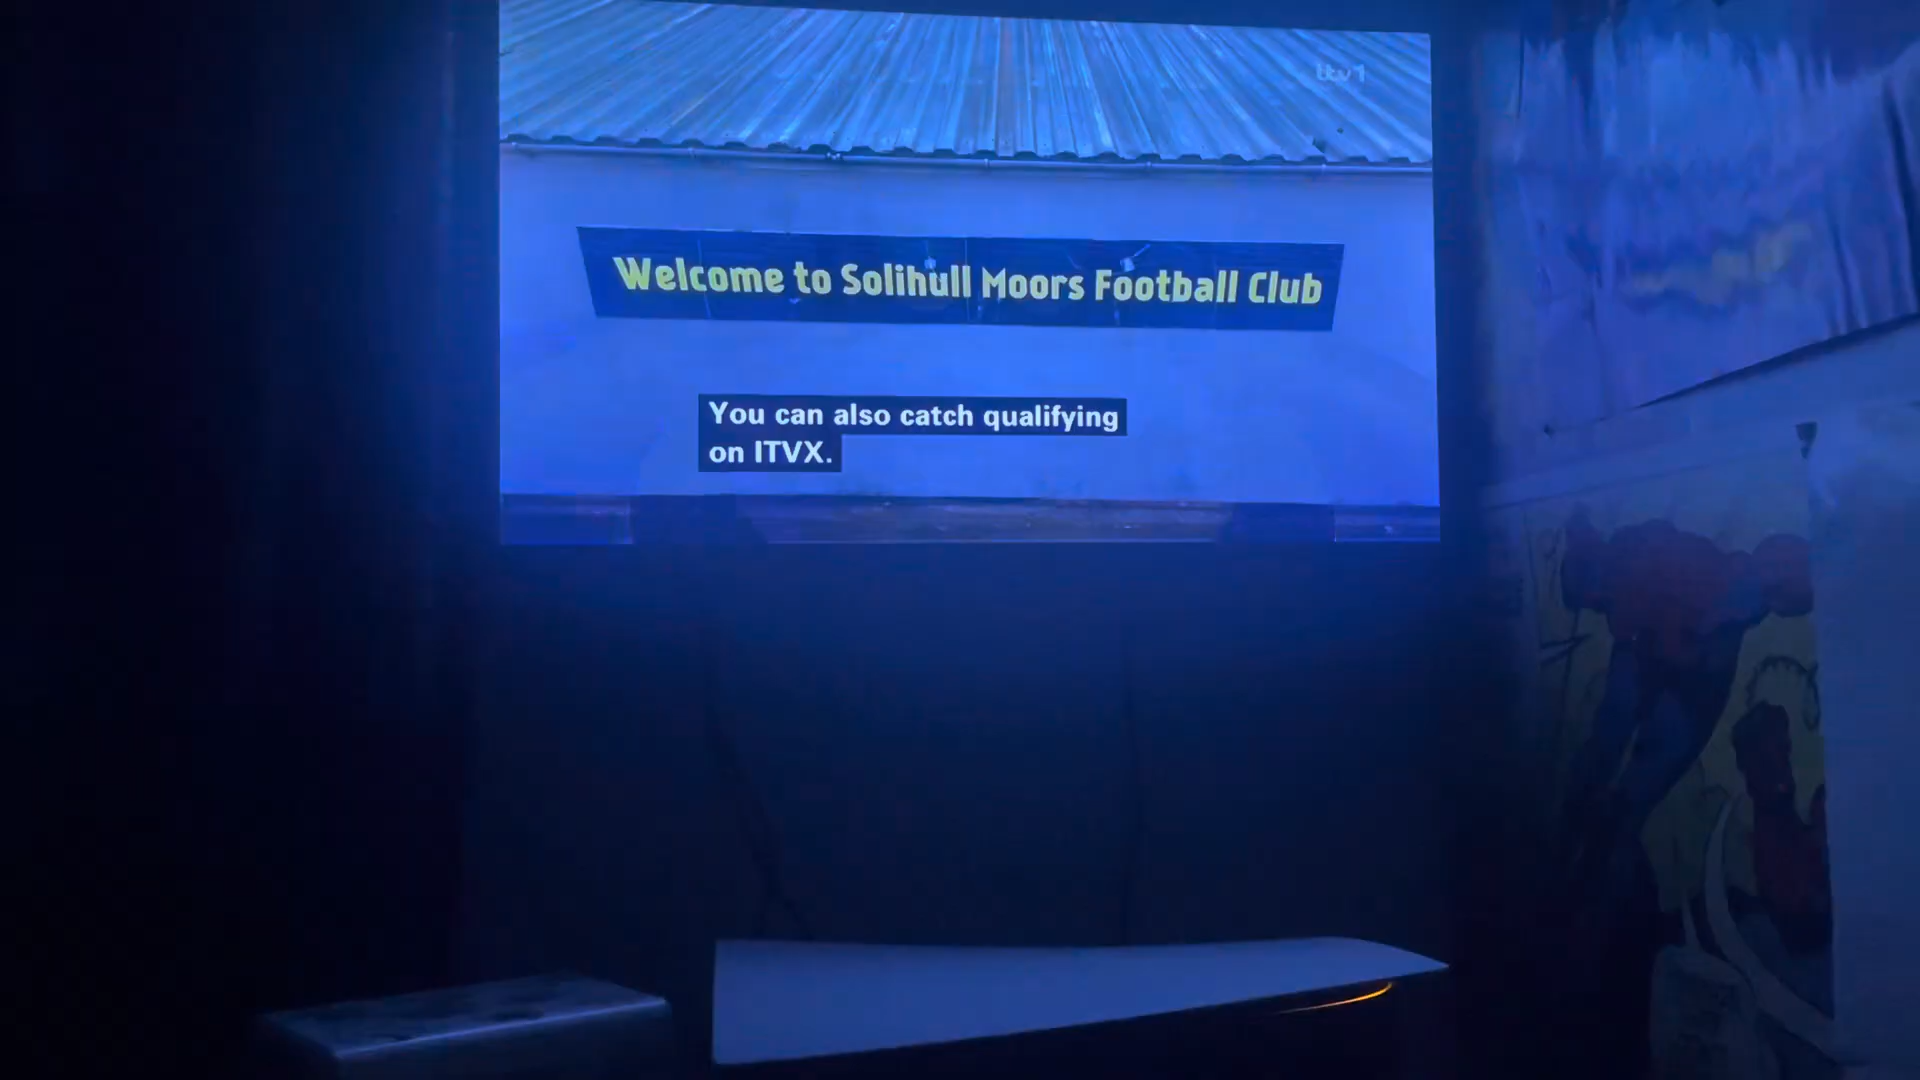 itv1
Welcome to Solihull Moors Football Club
You can also catch qualifying
on ITVX.